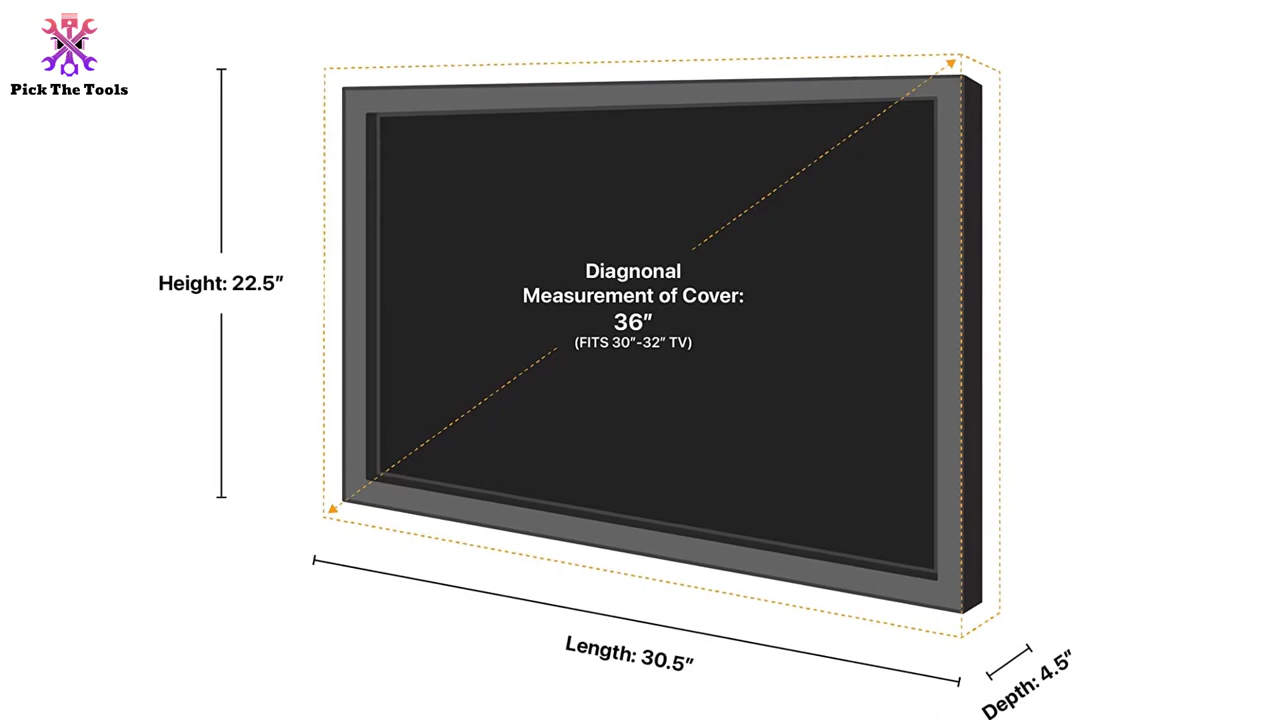 Pick The Tools
Height: 22.5”
Diagnonal
Measurement of Cover:
36”
(FITS 30”-32” TV)
Length: 30.5”
Depth: 4.5”